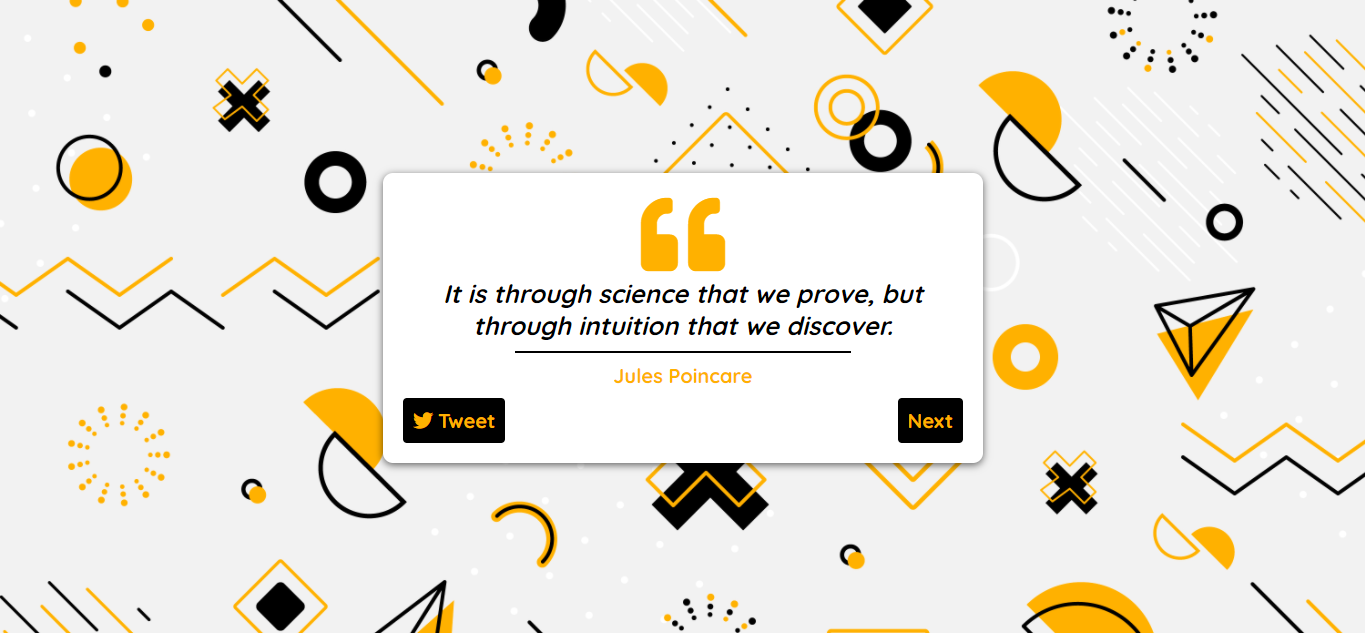 It is through science that we prove, but
through intuition that we discover.
Jules Poincare
Tweet
Next